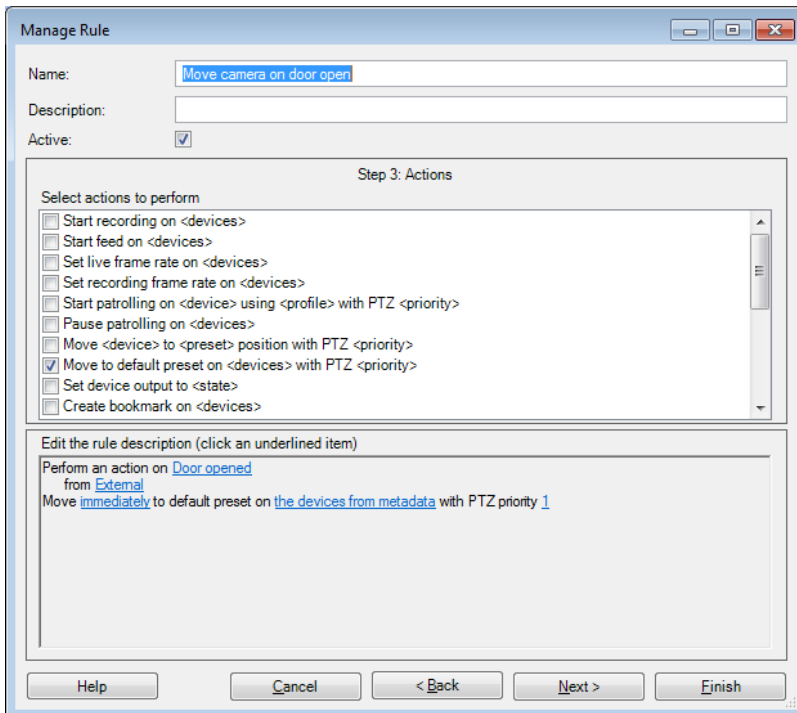 Manage Rule
Name: Move camera on door open
Description:
Active:
Step 3: Actions
Select actions to perform
Start recording on <devices>
Start feed on <devices>
Set live frame rate on <devices>
Set recording frame rate on <devices>
Start patrolling on <device> using <profile> with PTZ <priority>
Pause patrolling on <devices>
Move <device> to <preset> position with PTZ <priority>
Move to default preset on <devices> with PTZ <priority>
Set device output to <state>
Create bookmark on <devices>
Edit the rule description (click an underlined item)
Perform an action on Door opened
from External
Move immediately to default preset on the devices from metadata with PTZ priority 1
Help Cancel < Back Next > Finish